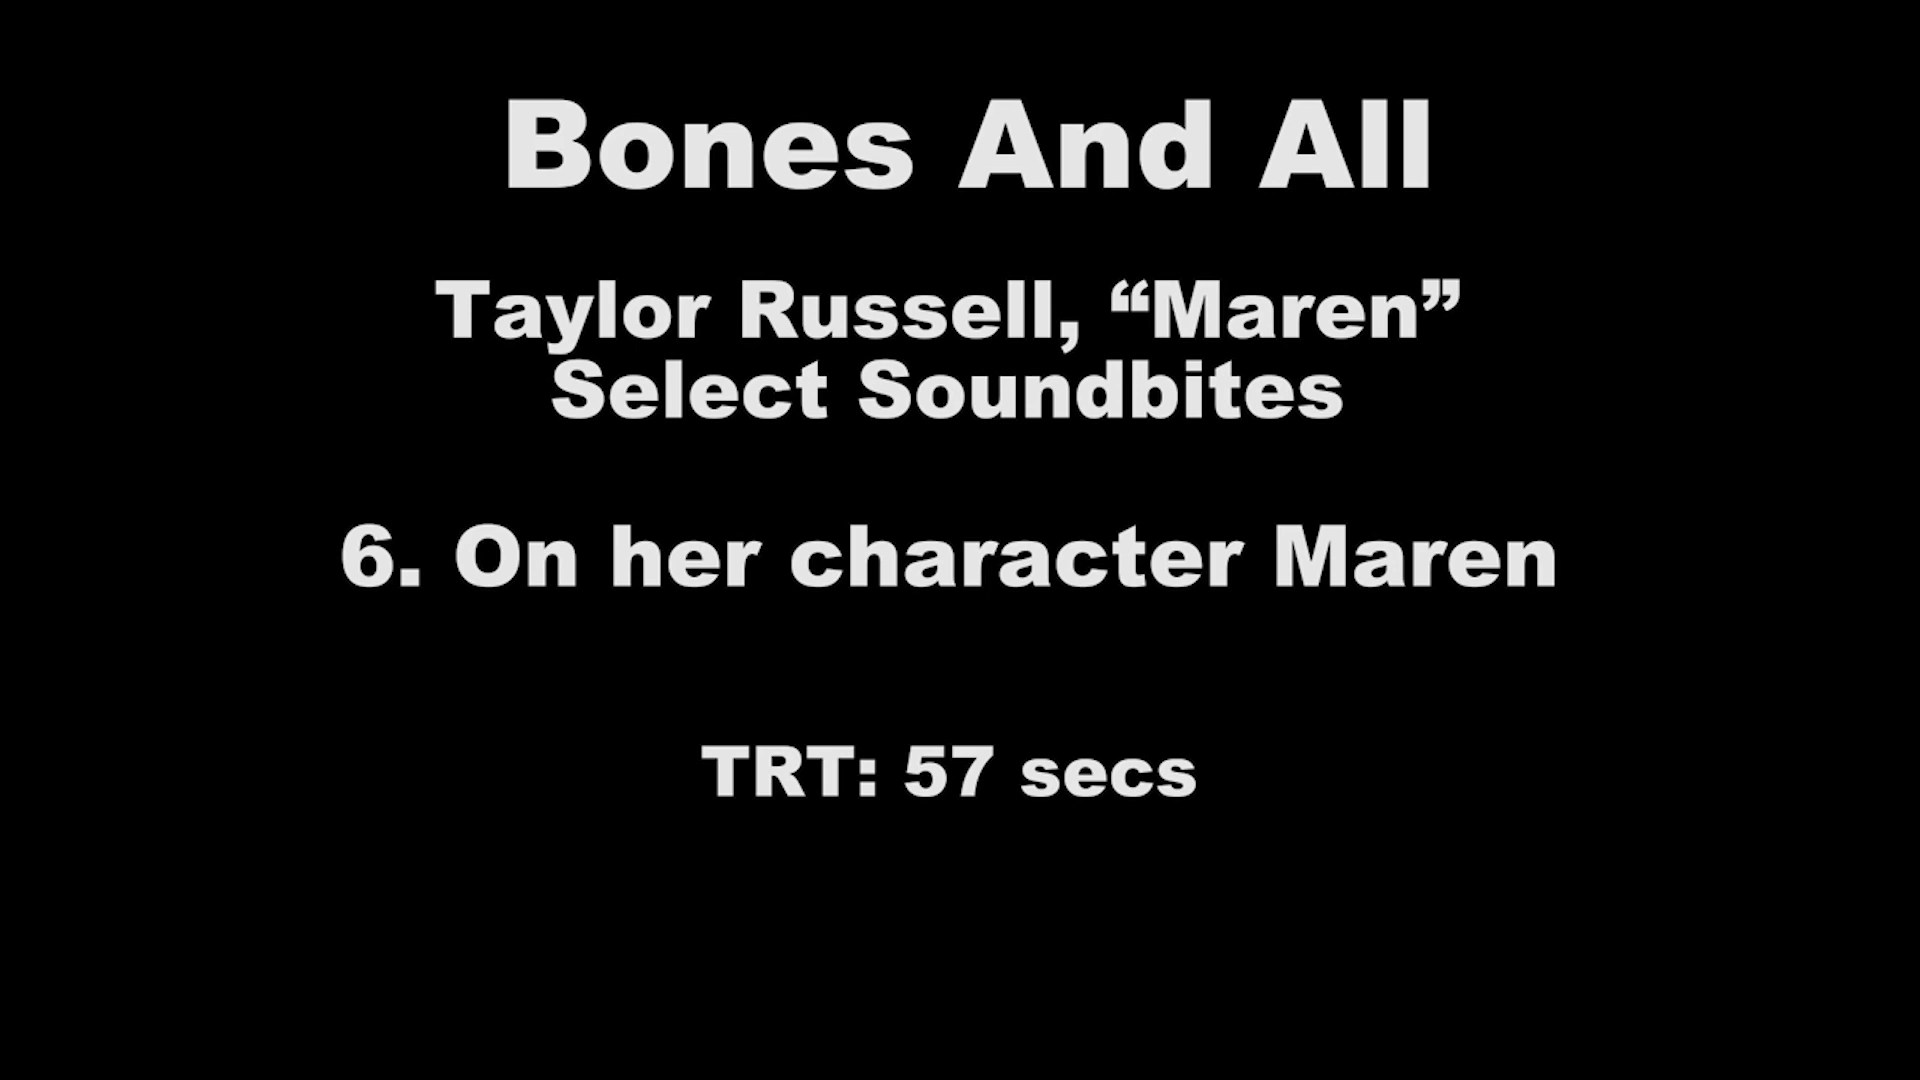 Bones And All
Taylor Russell, “Maren”
Select Soundbites
6. On her character Maren
TRT: 57 secs